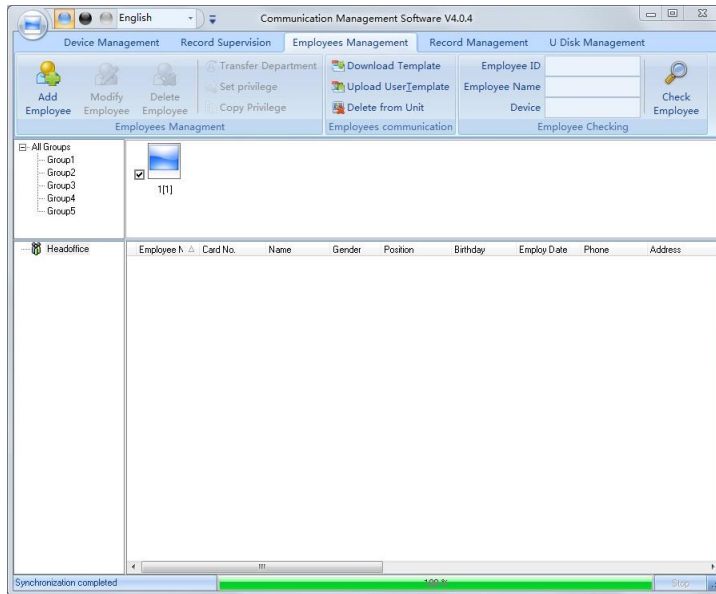 English
Communication Management Software V4.0.4
Device Management Record Supervision Employees Management Record Management U Disk Management
Add Employee
Modify Employee
Delete Employee
Transfer Department
Set privilege
Copy Privilege
Employees Managment
Download Template
Upload UserTemplate
Delete from Unit
Employees communication
Employee ID
Employee Name
Device
Check Employee
Employee Checking
All Groups
Group1
Group2
Group3
Group4
Group5
1[1]
Headoffice
Employee N Card No. Name Gender Position Birthday Employ Date Phone Address
Synchronization completed
100 %
Stop